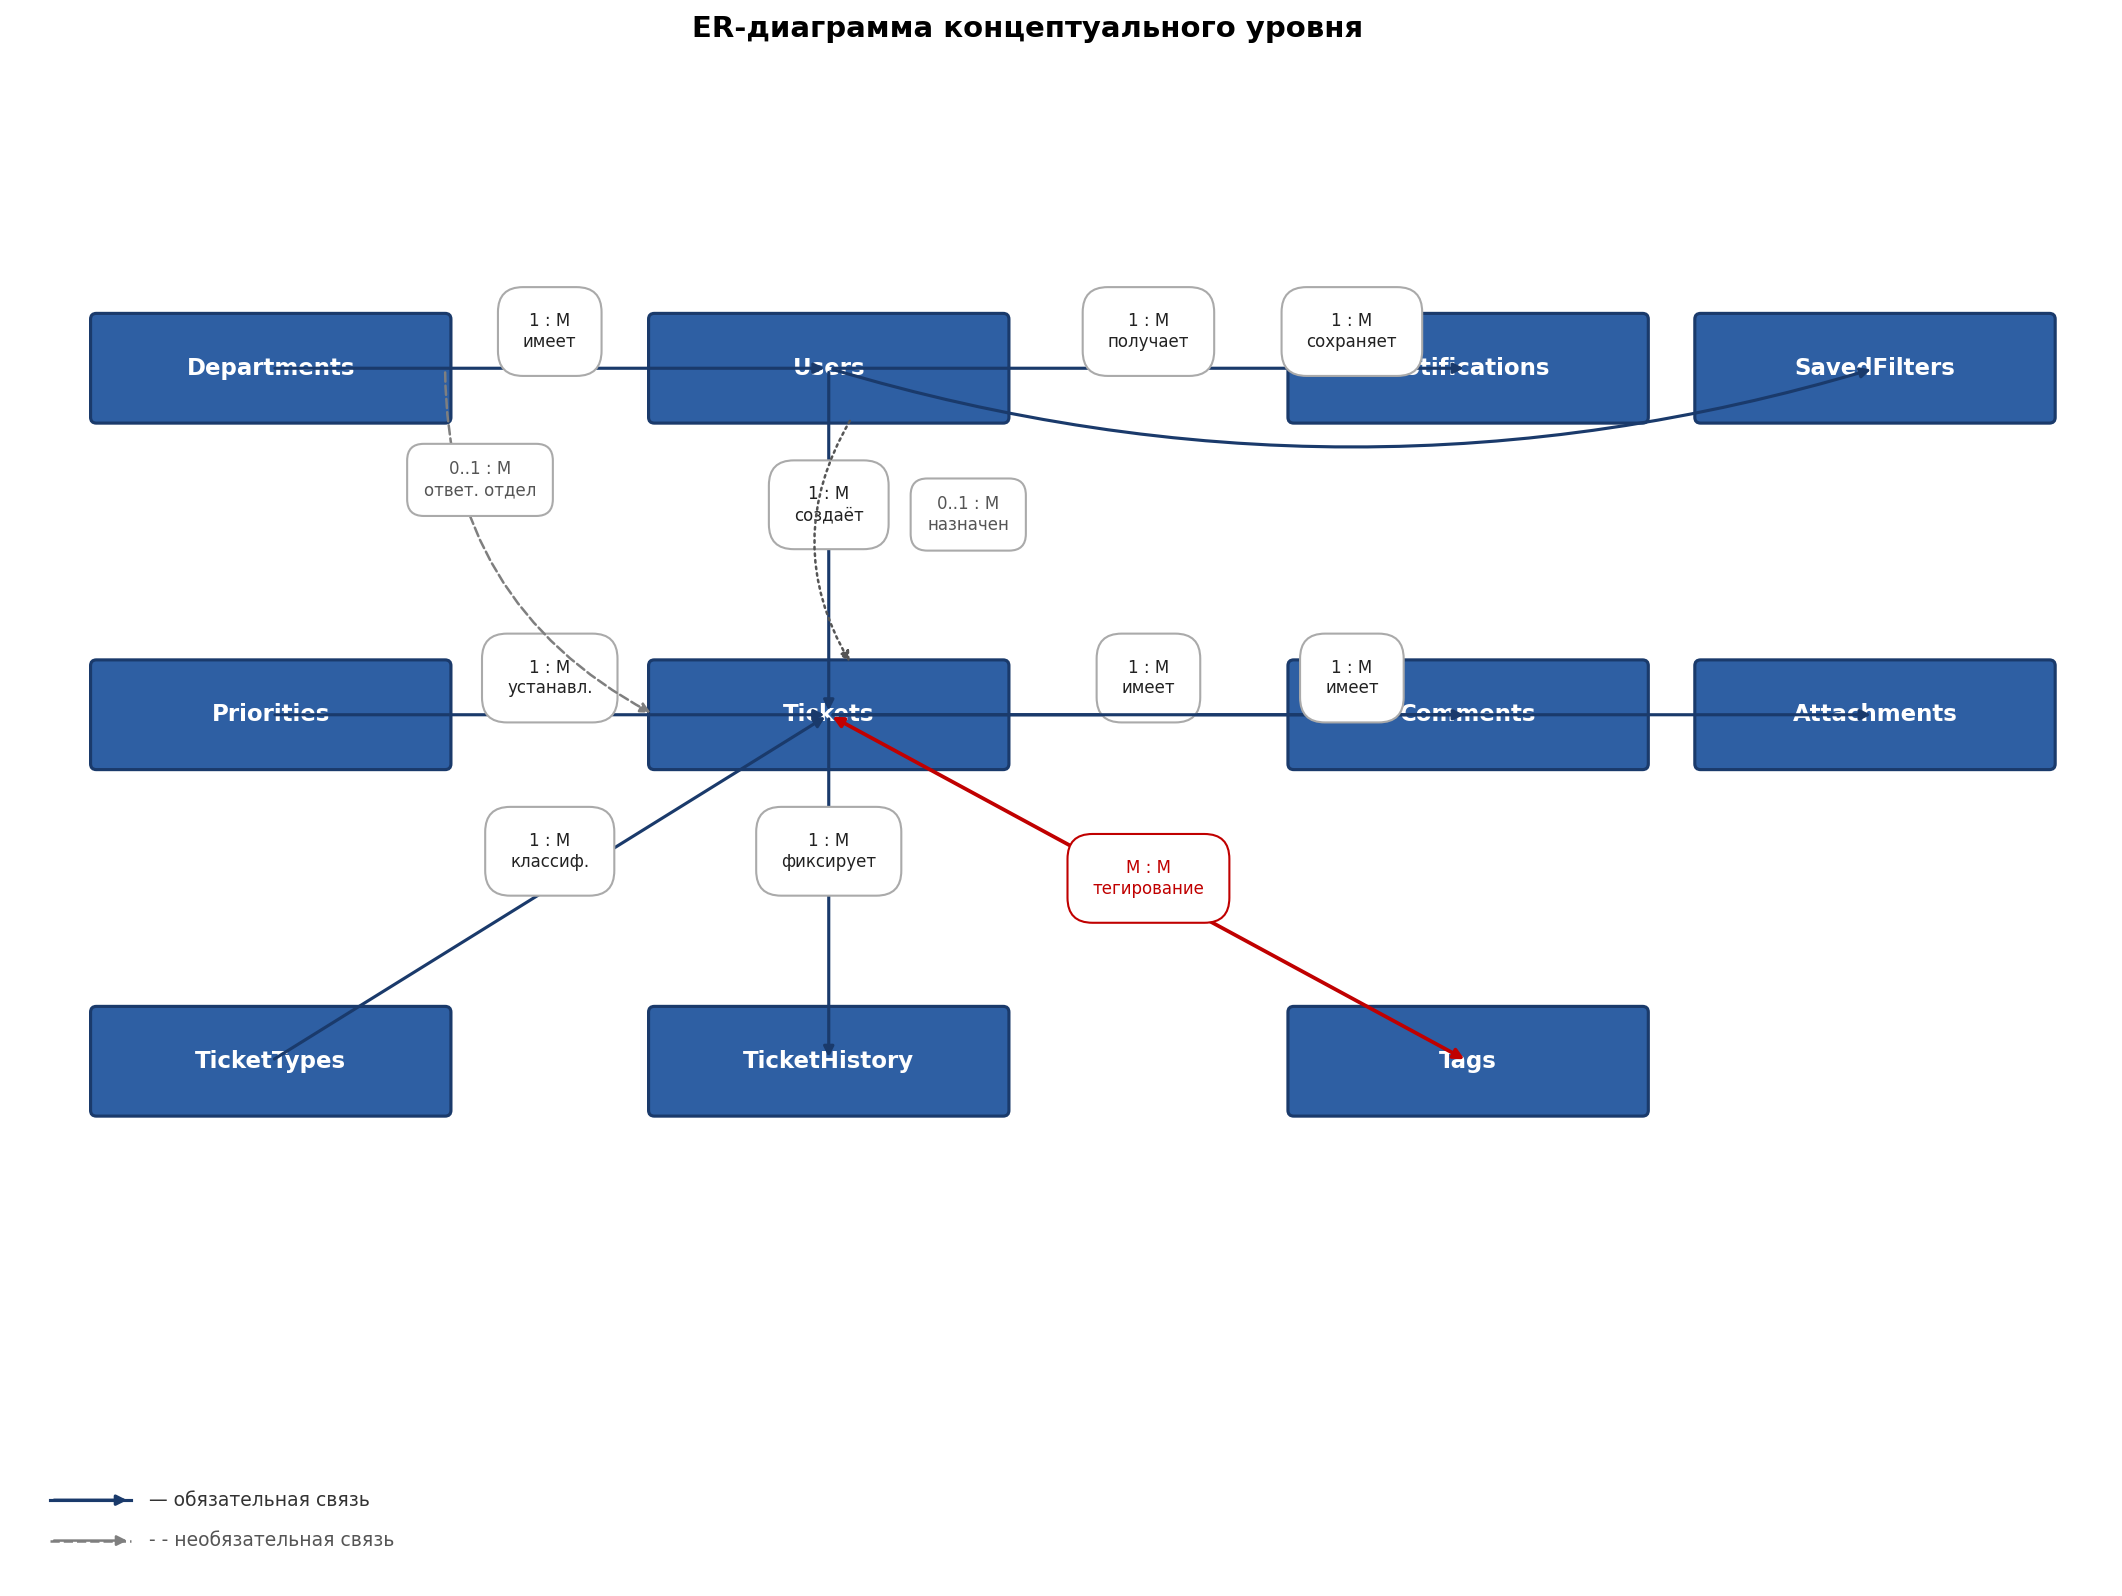 ER-диаграмма концептуального уровня
1 : M
имеет
1 : M
получает
1 : M
сохраняет
Departments
Users
SavedFilters
0..1 : M
ответ. отдел
1 : M
создаёт
0..1 : M
назначен
1 : M
устанавл.
1 : M
имеет
1 : M
имеет
Priorities
Tickets
Comments
Attachments
1 : M
классиф.
1 : M
фиксирует
M : M
тегирование
TicketTypes
TicketHistory
Tags
— обязательная связь
- - необязательная связь